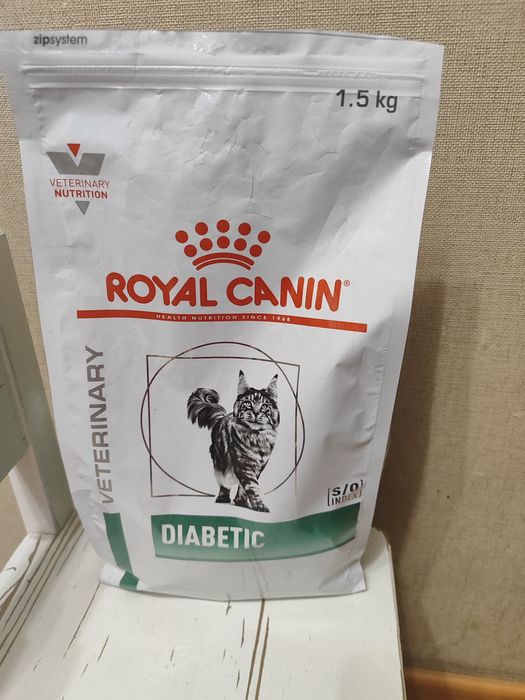 zipsystem
1.5 kg
VETERINARY
NUTRITION
ROYAL CANIN®
HEALTH NUTRITION SINCE 1968
VETERINARY
[S/O]
INDEX
DIABETIC